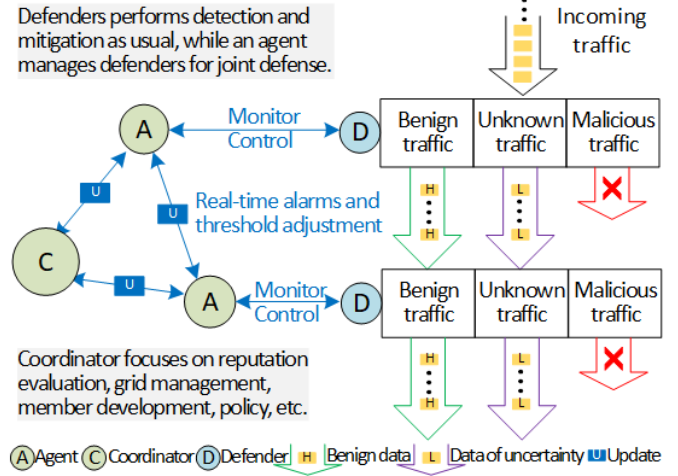 Defenders performs detection and
mitigation as usual, while an agent
manages defenders for joint defense.
Incoming
traffic
A
Monitor
Control
D
Benign
traffic
Unknown
traffic
Malicious
traffic
U
U
Real-time alarms and
threshold adjustment
H
H
L
L
C
U
A
Monitor
Control
D
Benign
traffic
Unknown
traffic
Malicious
traffic
Coordinator focuses on reputation
evaluation, grid management,
member development, policy, etc.
H
H
L
L
A Agent C Coordinator D Defender H Benign data L Data of uncertainty U Update